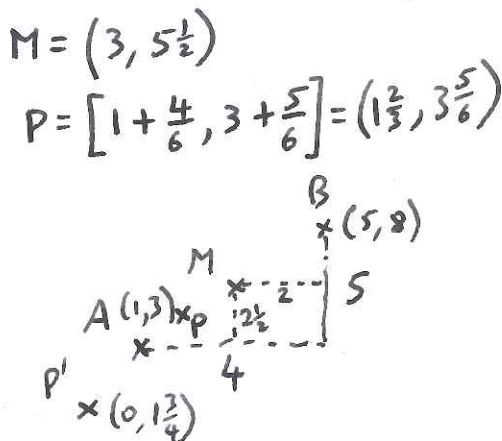 M = (3, 5½)
P = [1 + 4/6, 3 + 5/6] = (1⅔, 3⅚)
B
(5, 8)
M
2
5
A (1,3) P
2½
4
P'
(0, 1¾)